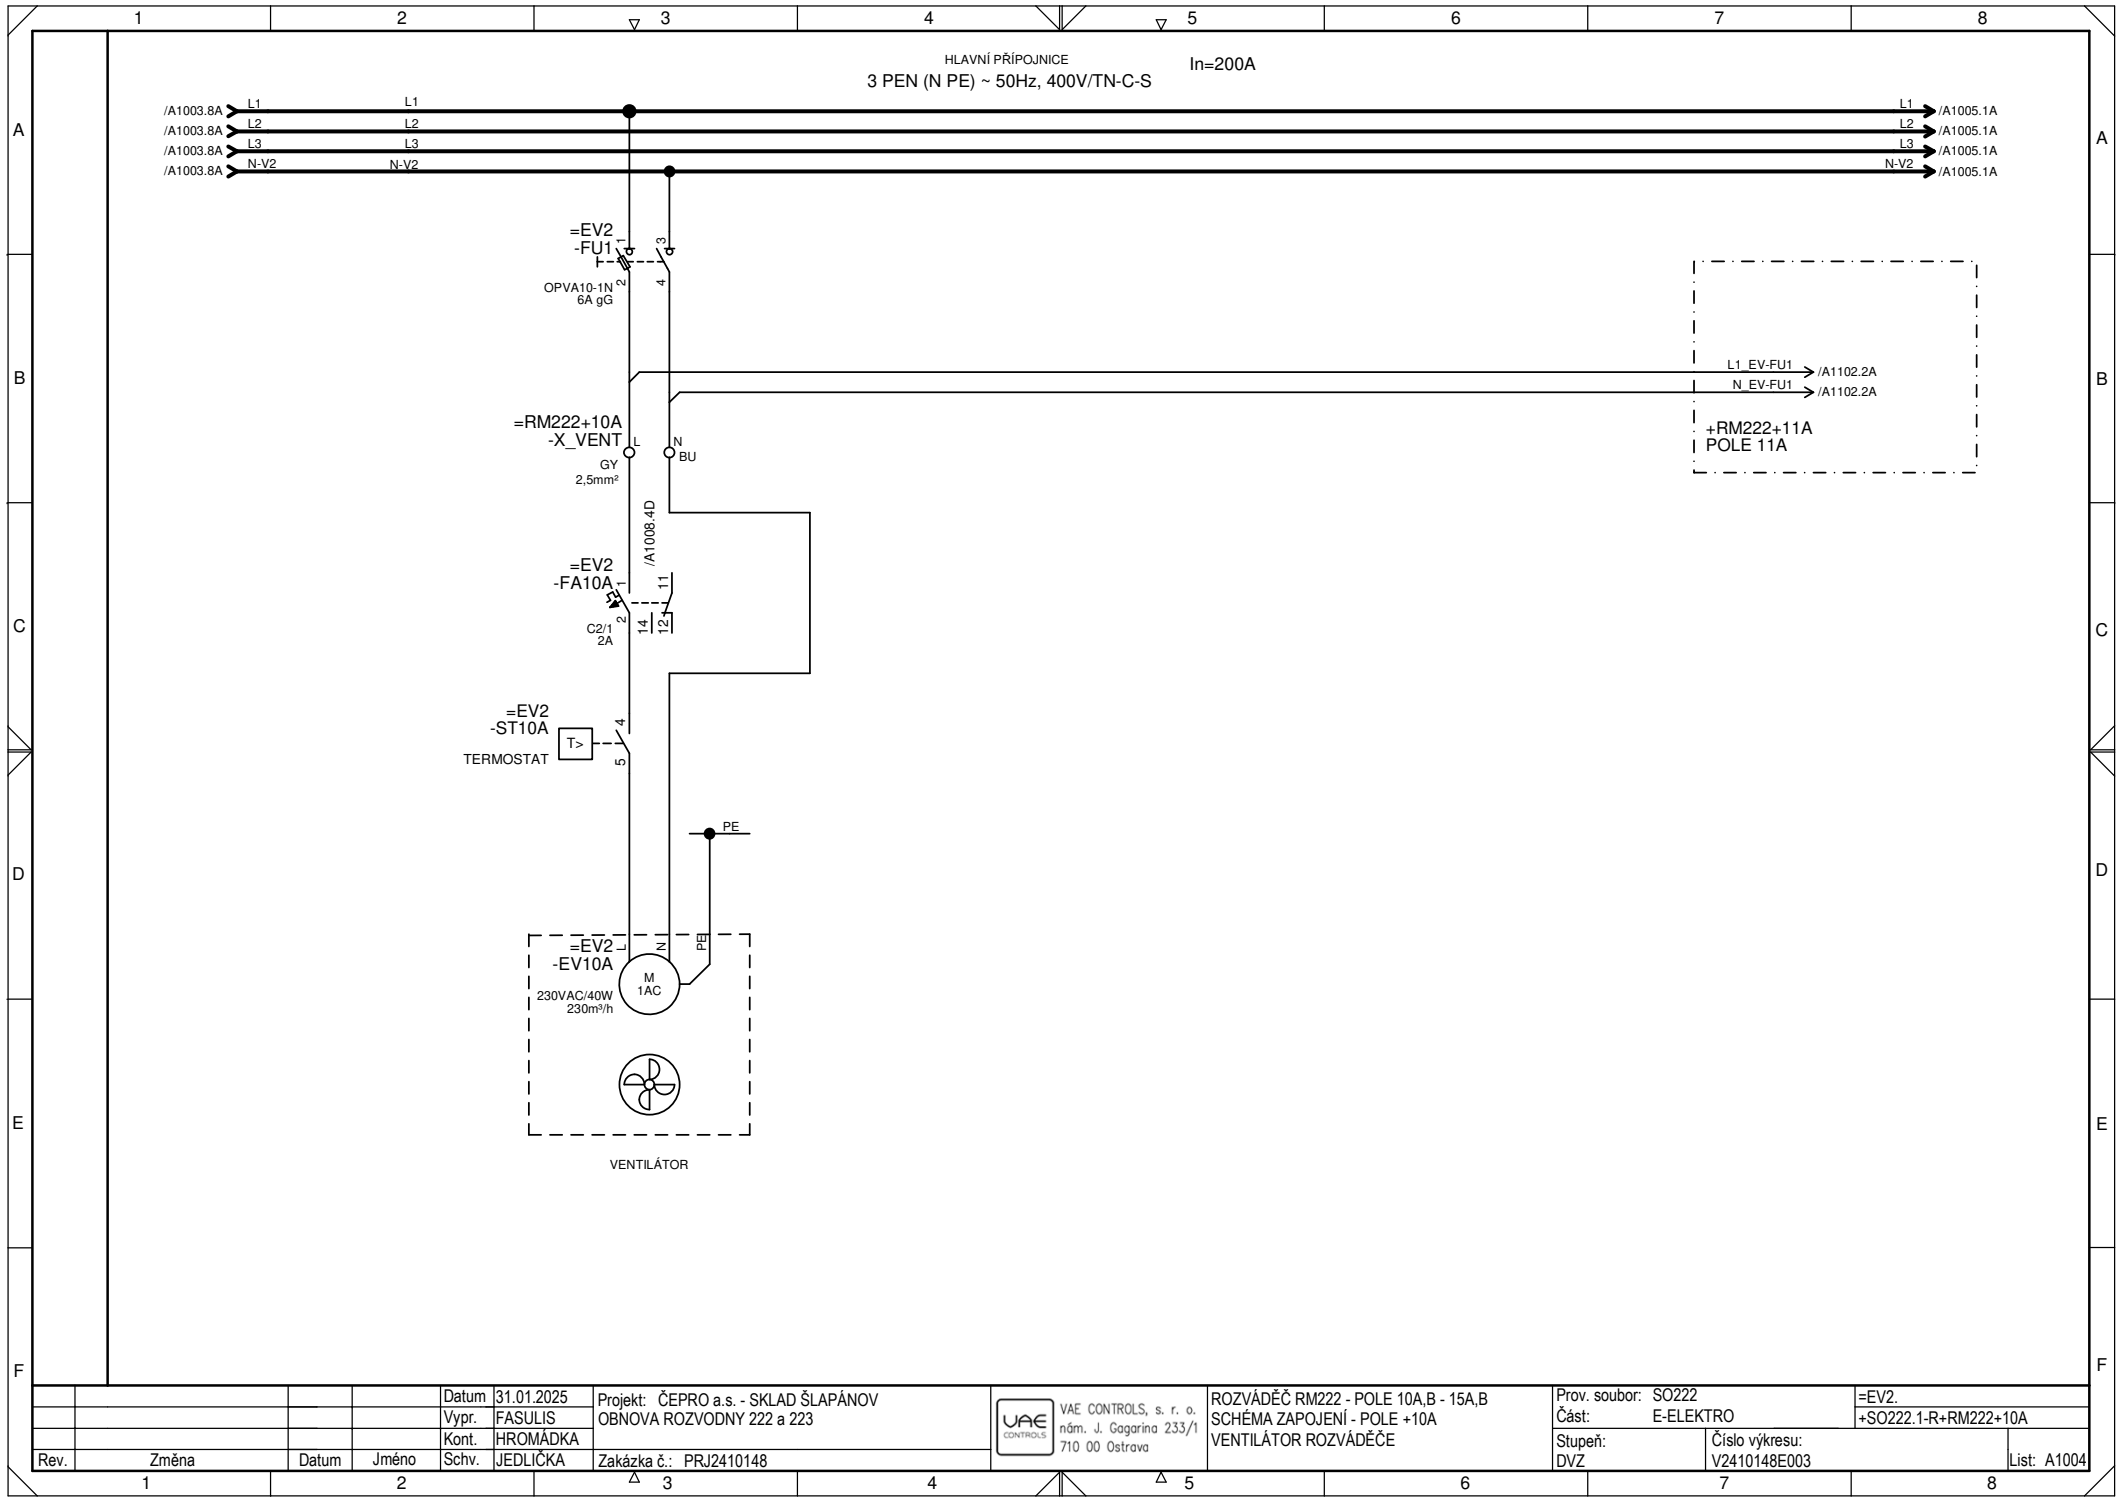 1 2 3 4 5 6 7 8
HLAVNÍ PŘÍPOJNICE
In=200A
3 PEN (N PE) ~ 50Hz, 400V/TN-C-S
/A1003.8A L1 L1 L1 /A1005.1A
/A1003.8A L2 L2 L2 /A1005.1A
/A1003.8A L3 L3 L3 /A1005.1A
/A1003.8A N-V2 N-V2 N-V2 /A1005.1A
A A
=EV2
-FU1
1 3
2 4
OPVA10-1N
6A gG
L1_EV-FU1 /A1102.2A
N_EV-FU1 /A1102.2A
B B
+RM222+11A
POLE 11A
=RM222+10A
-X_VENT L N
GY BU
2,5mm²
/A1008.4D
=EV2
-FA10A
1 11
2 14 12
C2/1
2A
C C
=EV2
-ST10A
4
T>
TERMOSTAT
5
PE
D D
=EV2
-EV10A
L N PE
M
1AC
230VAC/40W
230m³/h
E E
VENTILÁTOR
F F
Rev. Změna Datum Jméno
Datum 31.01.2025
Vypr. FASULIS
Kont. HROMÁDKA
Schv. JEDLIČKA
Projekt: ČEPRO a.s. - SKLAD ŠLAPÁNOV
OBNOVA ROZVODNY 222 a 223
Zakázka č.: PRJ2410148
VAE
CONTROLS
VAE CONTROLS, s. r. o.
nám. J. Gagarina 233/1
710 00 Ostrava
ROZVÁDĚČ RM222 - POLE 10A,B - 15A,B
SCHÉMA ZAPOJENÍ - POLE +10A
VENTILÁTOR ROZVÁDĚČE
Prov. soubor: SO222
Část: E-ELEKTRO
=EV2.
+SO222.1-R+RM222+10A
Stupeň:
DVZ
Číslo výkresu:
V2410148E003
List: A1004
1 2 3 4 5 6 7 8